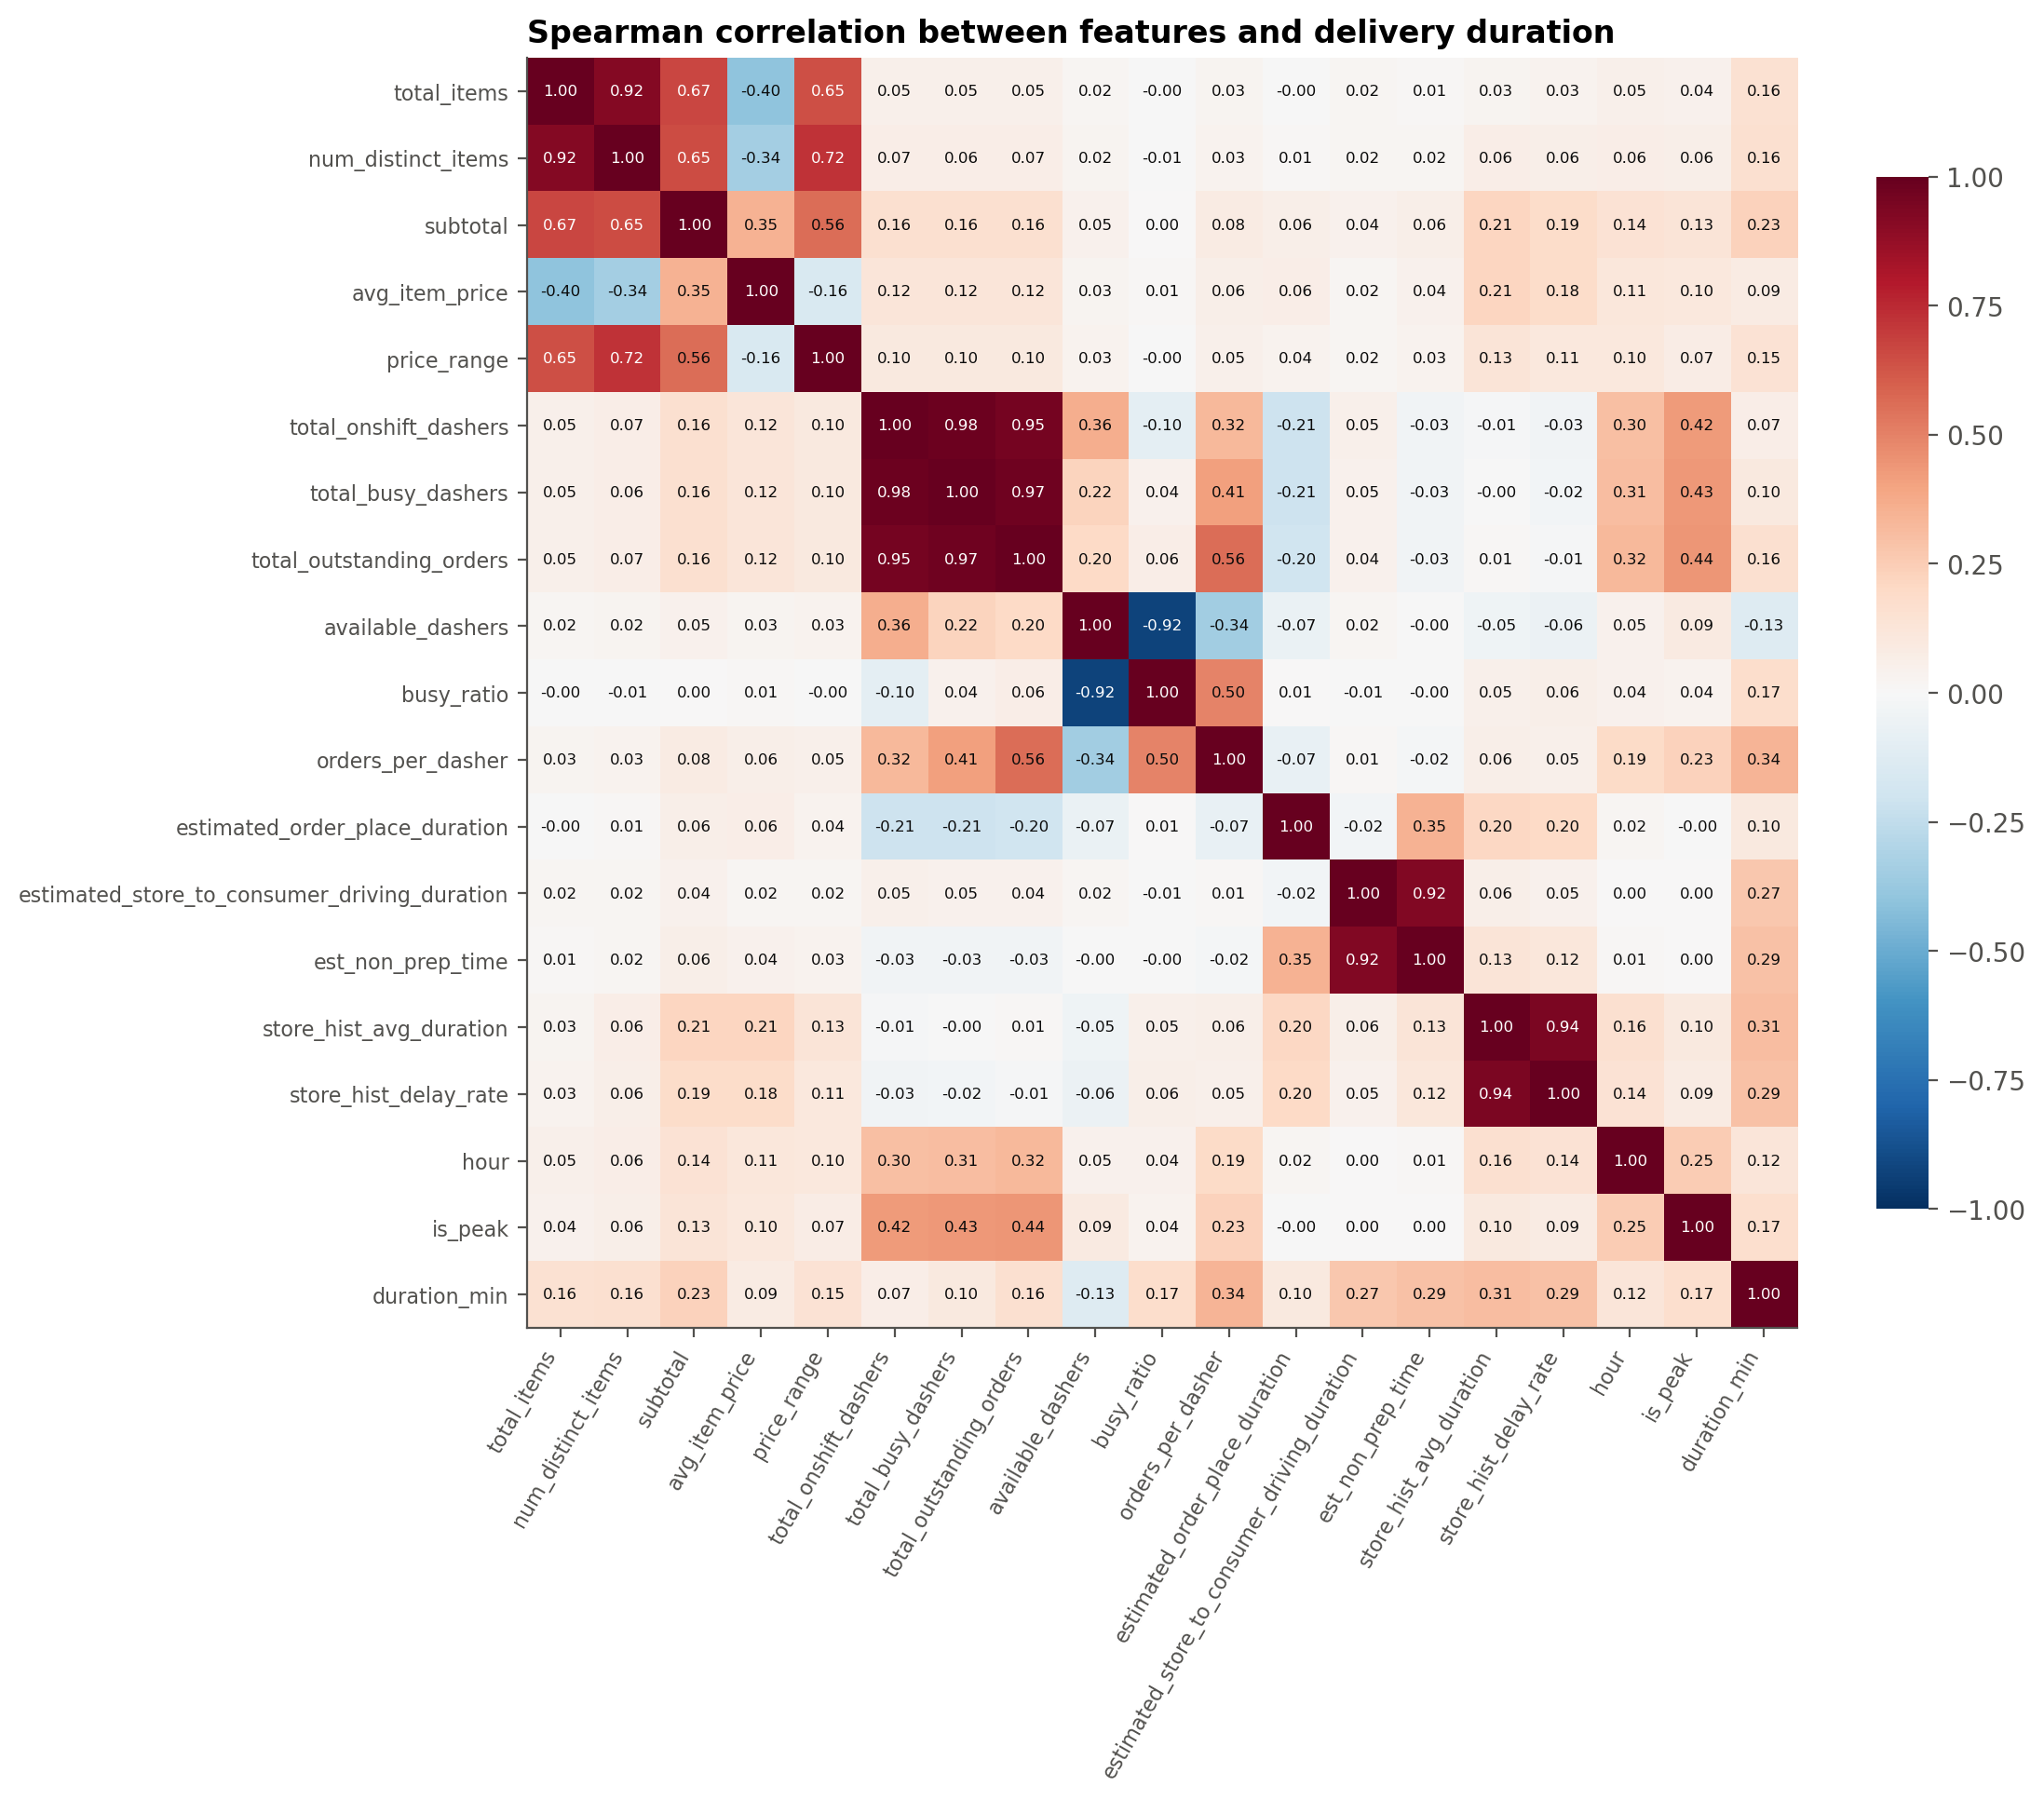 Spearman correlation between features and delivery duration
total_items 1.00 0.92 0.67 -0.40 0.65 0.05 0.05 0.05 0.02 -0.00 0.03 -0.00 0.02 0.01 0.03 0.03 0.05 0.04 0.16
num_distinct_items 0.92 1.00 0.65 -0.34 0.72 0.07 0.06 0.07 0.02 -0.01 0.03 0.01 0.02 0.02 0.06 0.06 0.06 0.06 0.16
subtotal 0.67 0.65 1.00 0.35 0.56 0.16 0.16 0.16 0.05 0.00 0.08 0.06 0.04 0.06 0.21 0.19 0.14 0.13 0.23
avg_item_price -0.40 -0.34 0.35 1.00 -0.16 0.12 0.12 0.12 0.03 0.01 0.06 0.06 0.02 0.04 0.21 0.18 0.11 0.10 0.09
price_range 0.65 0.72 0.56 -0.16 1.00 0.10 0.10 0.10 0.03 -0.00 0.05 0.04 0.02 0.03 0.13 0.11 0.10 0.07 0.15
total_onshift_dashers 0.05 0.07 0.16 0.12 0.10 1.00 0.98 0.95 0.36 -0.10 0.32 -0.21 0.05 -0.03 -0.01 -0.03 0.30 0.42 0.07
total_busy_dashers 0.05 0.06 0.16 0.12 0.10 0.98 1.00 0.97 0.22 0.04 0.41 -0.21 0.05 -0.03 -0.00 -0.02 0.31 0.43 0.10
total_outstanding_orders 0.05 0.07 0.16 0.12 0.10 0.95 0.97 1.00 0.20 0.06 0.56 -0.20 0.04 -0.03 0.01 -0.01 0.32 0.44 0.16
available_dashers 0.02 0.02 0.05 0.03 0.03 0.36 0.22 0.20 1.00 -0.92 -0.34 -0.07 0.02 -0.00 -0.05 -0.06 0.05 0.09 -0.13
busy_ratio -0.00 -0.01 0.00 0.01 -0.00 -0.10 0.04 0.06 -0.92 1.00 0.50 0.01 -0.01 -0.00 0.05 0.06 0.04 0.04 0.17
orders_per_dasher 0.03 0.03 0.08 0.06 0.05 0.32 0.41 0.56 -0.34 0.50 1.00 -0.07 0.01 -0.02 0.06 0.05 0.19 0.23 0.34
estimated_order_place_duration -0.00 0.01 0.06 0.06 0.04 -0.21 -0.21 -0.20 -0.07 0.01 -0.07 1.00 -0.02 0.35 0.20 0.20 0.02 -0.00 0.10
estimated_store_to_consumer_driving_duration 0.02 0.02 0.04 0.02 0.02 0.05 0.05 0.04 0.02 -0.01 0.01 -0.02 1.00 0.92 0.06 0.05 0.00 0.00 0.27
est_non_prep_time 0.01 0.02 0.06 0.04 0.03 -0.03 -0.03 -0.03 -0.00 -0.00 -0.02 0.35 0.92 1.00 0.13 0.12 0.01 0.00 0.29
store_hist_avg_duration 0.03 0.06 0.21 0.21 0.13 -0.01 -0.00 0.01 -0.05 0.05 0.06 0.20 0.06 0.13 1.00 0.94 0.16 0.10 0.31
store_hist_delay_rate 0.03 0.06 0.19 0.18 0.11 -0.03 -0.02 -0.01 -0.06 0.06 0.05 0.20 0.05 0.12 0.94 1.00 0.14 0.09 0.29
hour 0.05 0.06 0.14 0.11 0.10 0.30 0.31 0.32 0.05 0.04 0.19 0.02 0.00 0.01 0.16 0.14 1.00 0.25 0.12
is_peak 0.04 0.06 0.13 0.10 0.07 0.42 0.43 0.44 0.09 0.04 0.23 -0.00 0.00 0.00 0.10 0.09 0.25 1.00 0.17
duration_min 0.16 0.16 0.23 0.09 0.15 0.07 0.10 0.16 -0.13 0.17 0.34 0.10 0.27 0.29 0.31 0.29 0.12 0.17 1.00
total_items
num_distinct_items
subtotal
avg_item_price
price_range
total_onshift_dashers
total_busy_dashers
total_outstanding_orders
available_dashers
busy_ratio
orders_per_dasher
estimated_order_place_duration
estimated_store_to_consumer_driving_duration
est_non_prep_time
store_hist_avg_duration
store_hist_delay_rate
hour
is_peak
duration_min
1.00
0.75
0.50
0.25
0.00
−0.25
−0.50
−0.75
−1.00